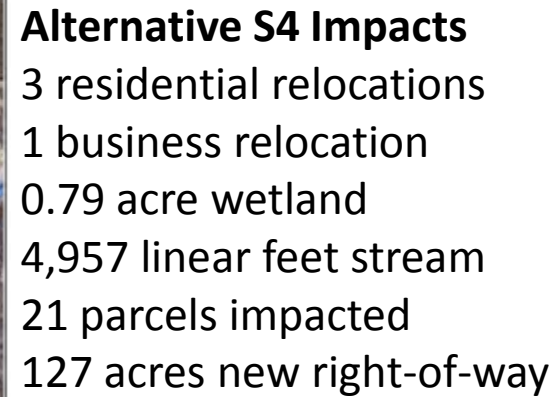 Alternative S4 Impacts
3 residential relocations
1 business relocation
0.79 acre wetland
4,957 linear feet stream
21 parcels impacted
127 acres new right-of-way